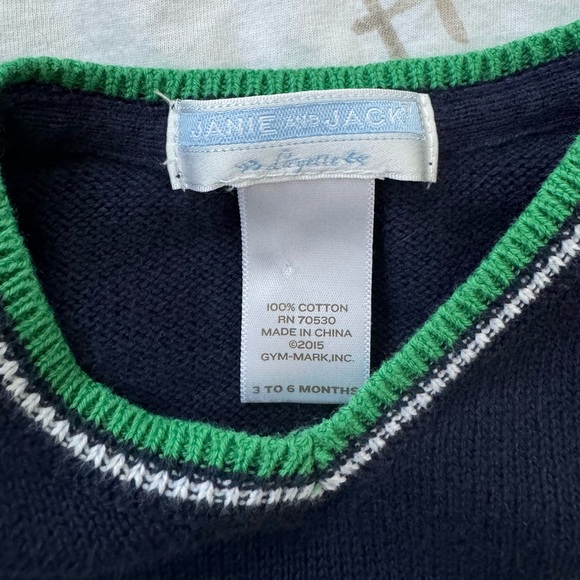 JANIE AND JACK
Layette
100% COTTON
RN 70530
MADE IN CHINA
©2015
GYM-MARK,INC.
3 TO 6 MONTHS